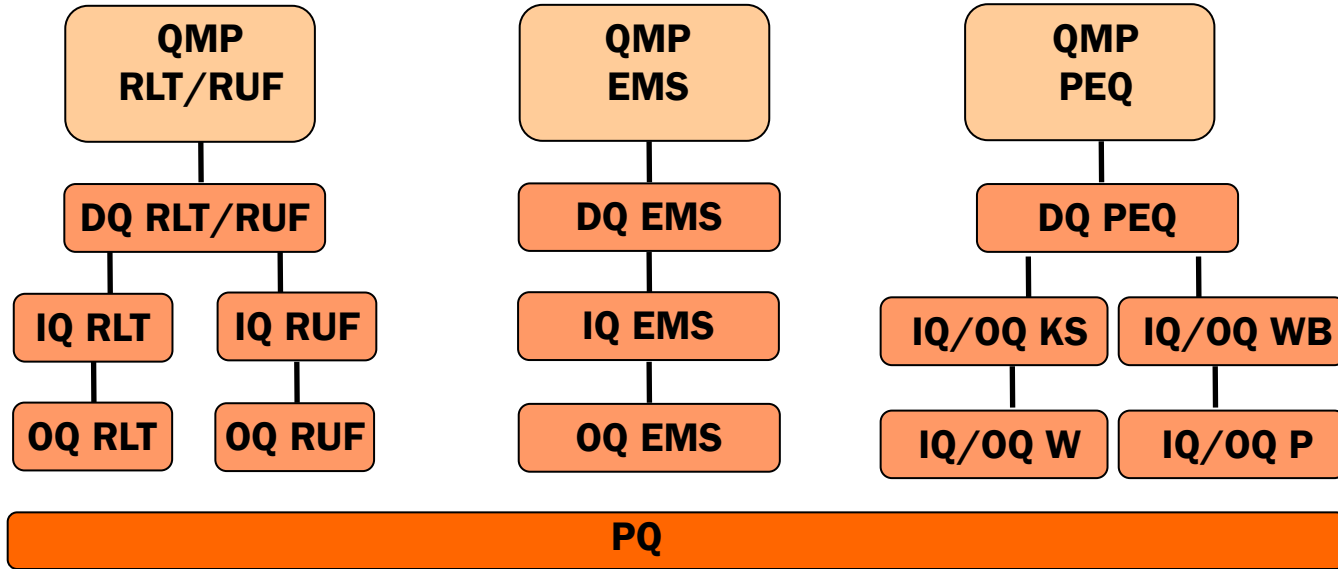 QMP
RLT/RUF
QMP
EMS
QMP
PEQ
DQ RLT/RUF
DQ EMS
DQ PEQ
IQ RLT
IQ RUF
IQ EMS
IQ/OQ KS
IQ/OQ WB
OQ RLT
OQ RUF
OQ EMS
IQ/OQ W
IQ/OQ P
PQ